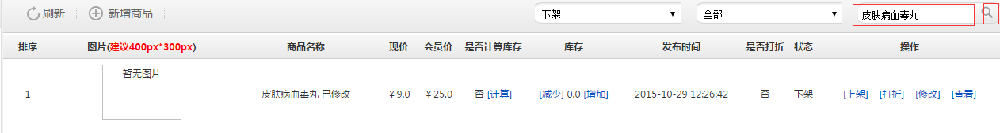 刷新 新增商品 下架 全部 皮肤病血毒丸
排序 图片(建议400px*300px) 商品名称 现价 会员价 是否计算库存 库存 发布时间 是否打折 状态 操作
暂无图片
1 皮肤病血毒丸 已修改 ￥9.0 ￥25.0 否 [计算] [减少] 0.0 [增加] 2015-10-29 12:26:42 否 下架 [上架] [打折] [修改] [查看]